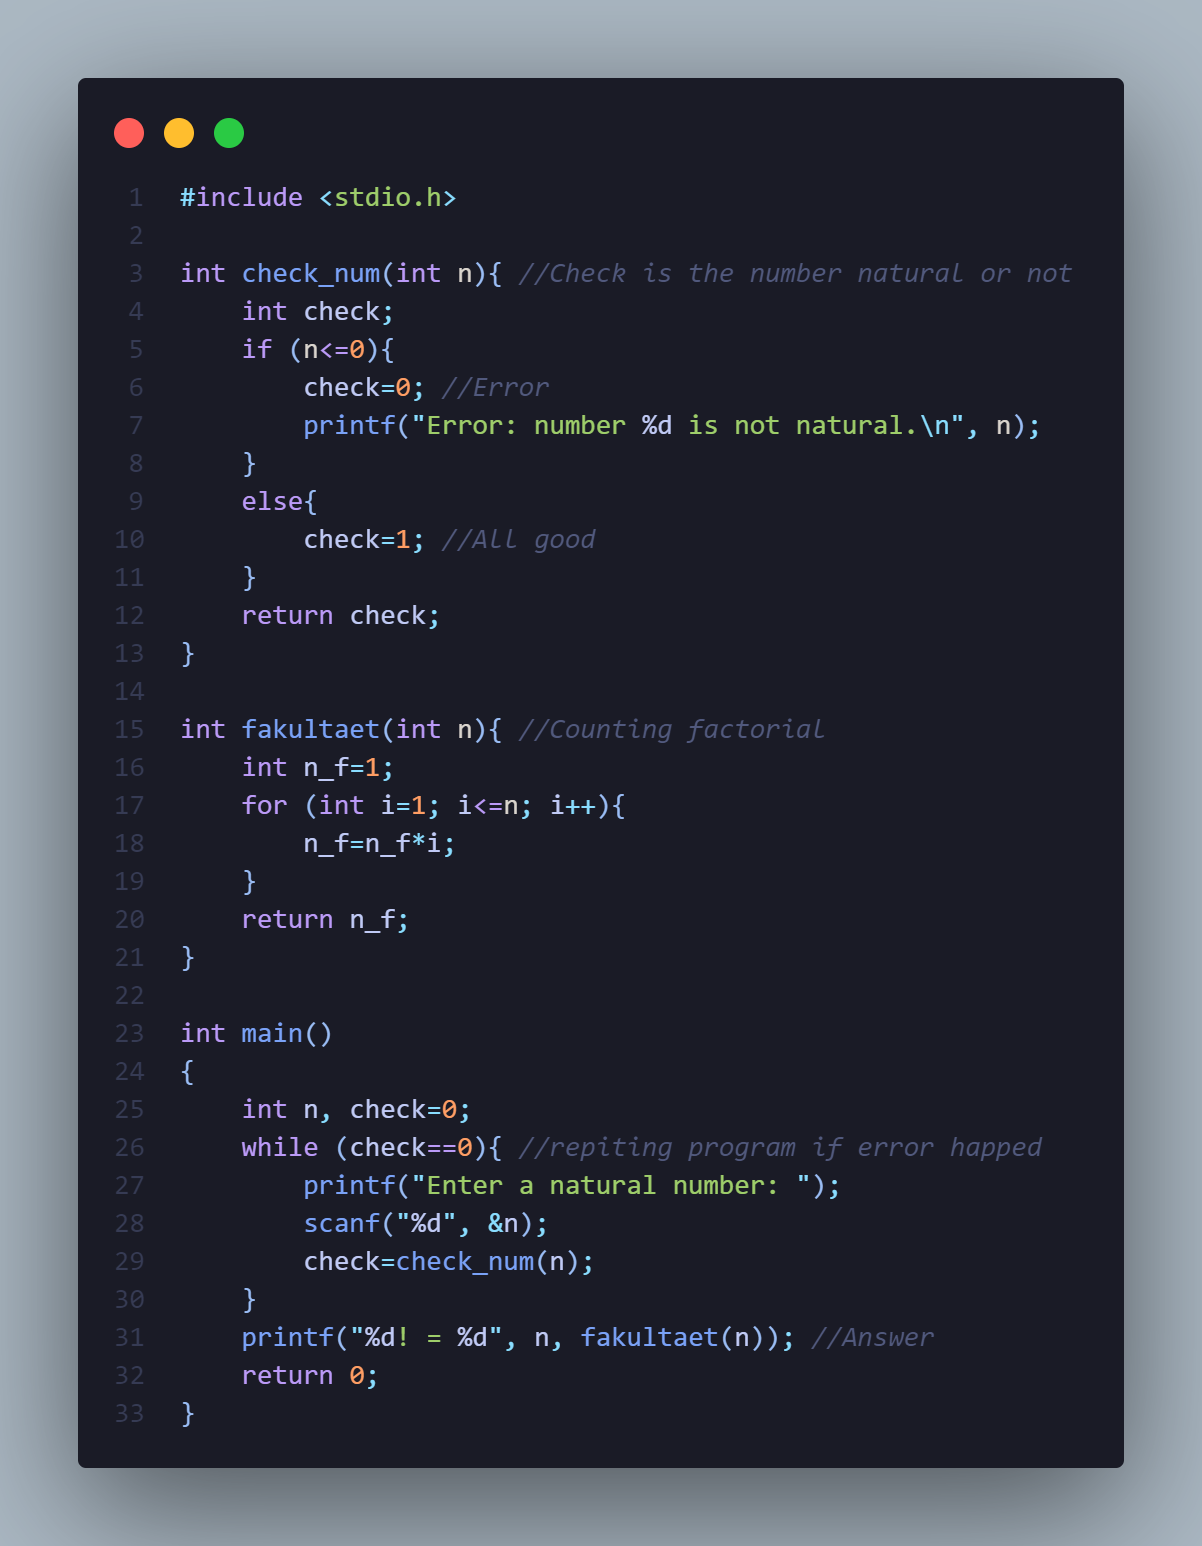 1 #include <stdio.h>
2
3 int check_num(int n){ //Check is the number natural or not
4     int check;
5     if (n<=0){
6         check=0; //Error
7         printf("Error: number %d is not natural.\n", n);
8     }
9     else{
10         check=1; //All good
11     }
12     return check;
13 }
14
15 int fakultaet(int n){ //Counting factorial
16     int n_f=1;
17     for (int i=1; i<=n; i++){
18         n_f=n_f*i;
19     }
20     return n_f;
21 }
22
23 int main()
24 {
25     int n, check=0;
26     while (check==0){ //repiting program if error happed
27         printf("Enter a natural number: ");
28         scanf("%d", &n);
29         check=check_num(n);
30     }
31     printf("%d! = %d", n, fakultaet(n)); //Answer
32     return 0;
33 }